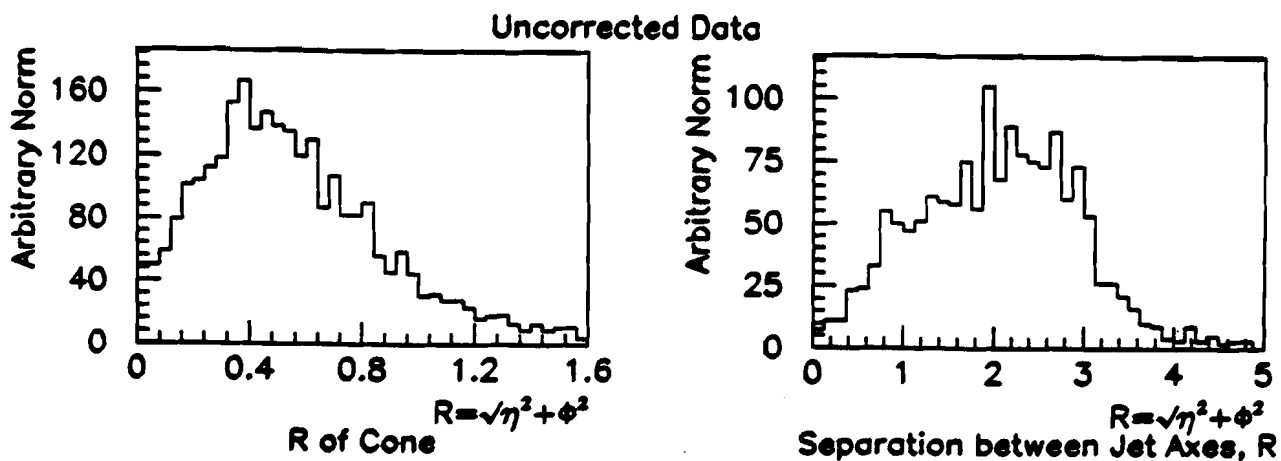 Uncorrected Data
Arbitrary Norm
160
120
80
40
0
0 0.4 0.8 1.2 1.6
R=√η²+ϕ²
R of Cone
Arbitrary Norm
100
75
50
25
0
0 1 2 3 4 5
R=√η²+ϕ²
Separation between Jet Axes, R